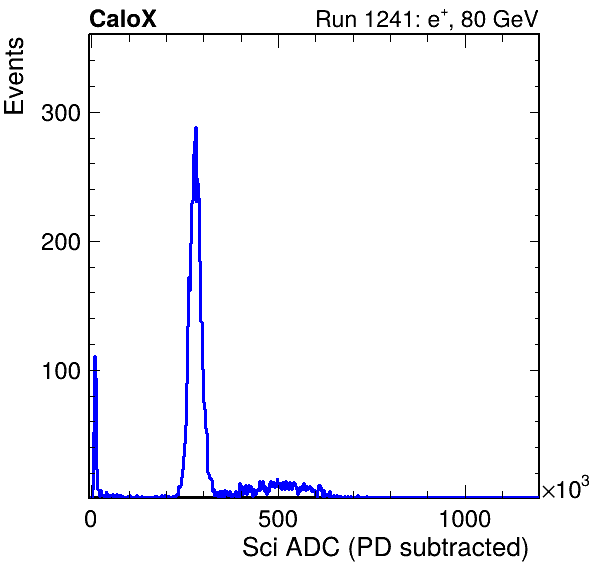 CaloX Run 1241: e⁺, 80 GeV
Events
300
200
100
0 500 1000 ×10³
Sci ADC (PD subtracted)